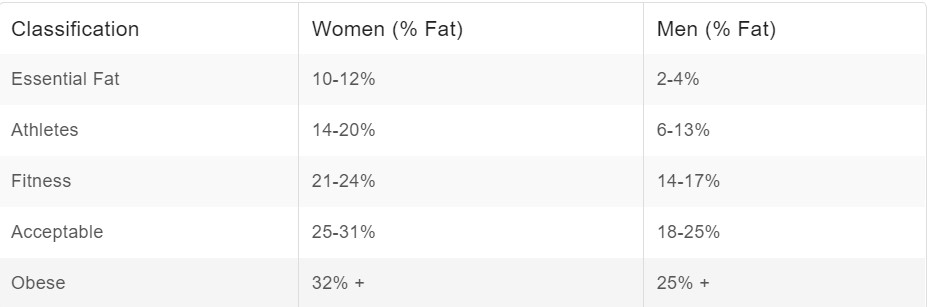 Classification Women (% Fat) Men (% Fat)
Essential Fat 10-12% 2-4%
Athletes 14-20% 6-13%
Fitness 21-24% 14-17%
Acceptable 25-31% 18-25%
Obese 32% + 25% +